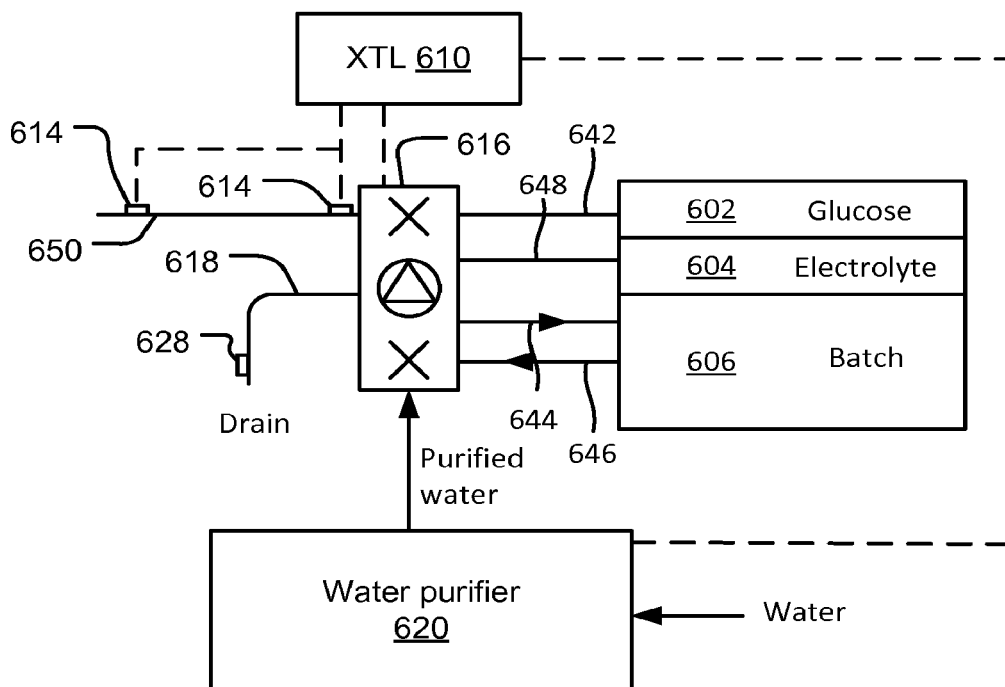 XTL 610
614
616
642
614
648
602 Glucose
650
618
604 Electrolyte
628
606 Batch
Drain
644
646
Purified
water
Water purifier
620
Water